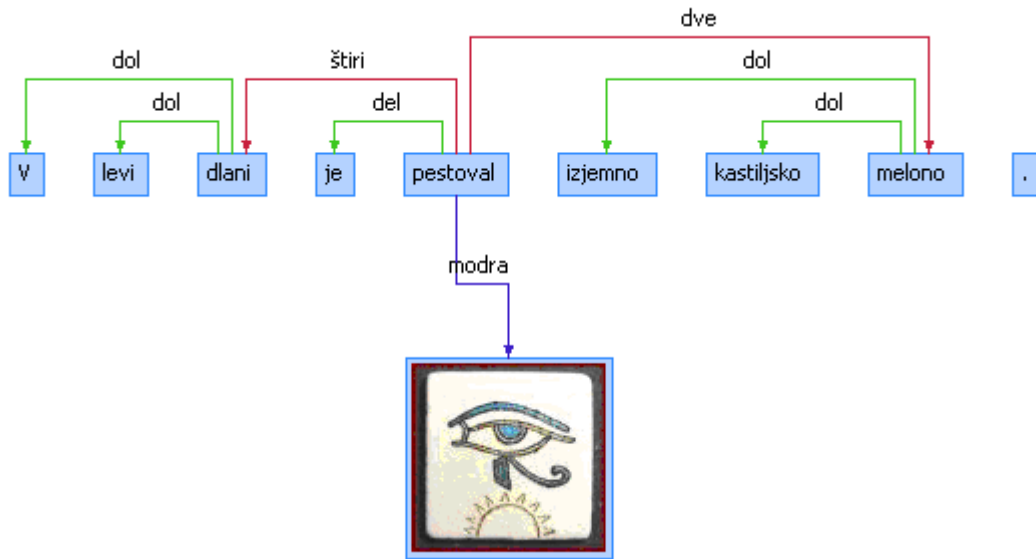 dve
dol štiri dol
dol del dol
V levi dlani je pestoval izjemno kastiljsko melono .
modra